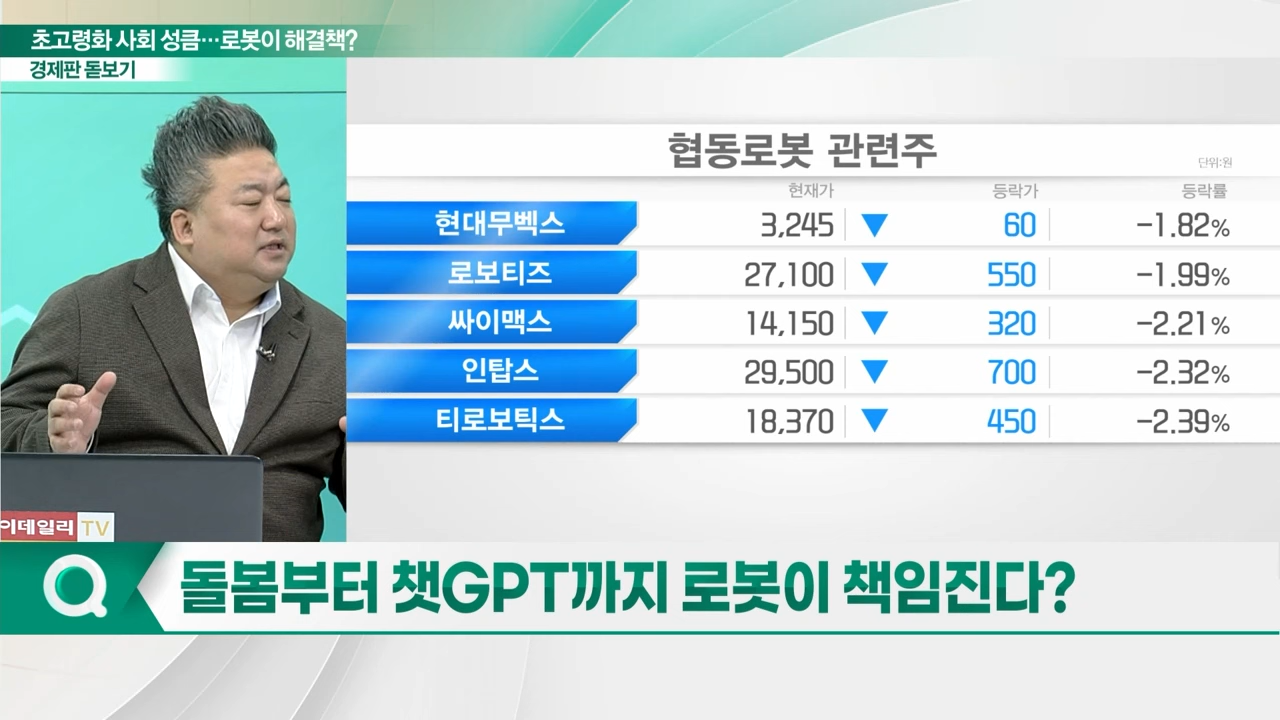 초고령화 사회 성큼…로봇이 해결책?
경제판 돋보기
협동로봇 관련주
단위:원
현재가 등락가 등락률
현대무벡스 3,245 ▼ 60 -1.82%
로보티즈 27,100 ▼ 550 -1.99%
싸이맥스 14,150 ▼ 320 -2.21%
인탑스 29,500 ▼ 700 -2.32%
티로보틱스 18,370 ▼ 450 -2.39%
이데일리 TV
돌봄부터 챗GPT까지 로봇이 책임진다?